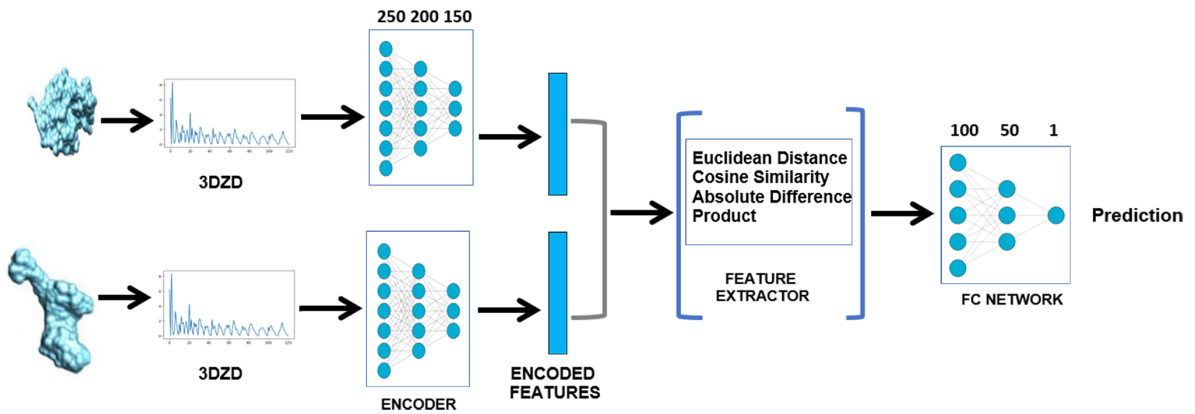 250 200 150
3DZD
3DZD
ENCODER
ENCODED
FEATURES
Euclidean Distance
Cosine Similarity
Absolute Difference
Product
FEATURE
EXTRACTOR
100 50 1
FC NETWORK
Prediction